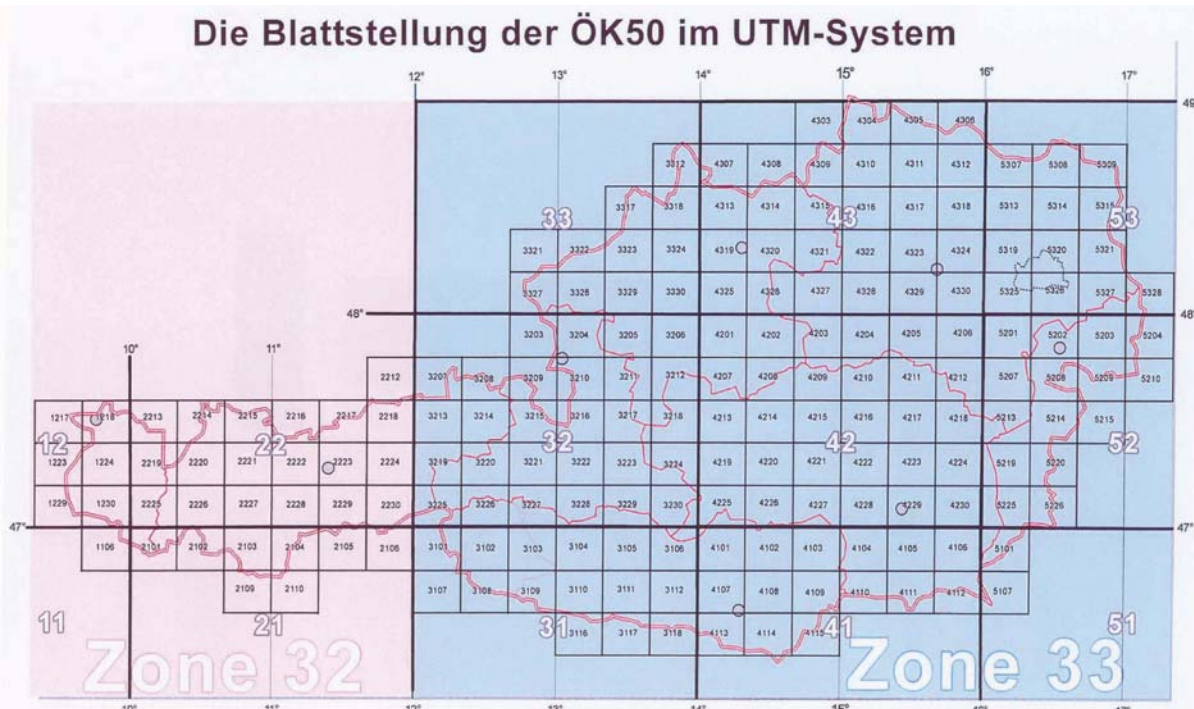 Die Blattstellung der ÖK50 im UTM-System
12° 13° 14° 15° 16° 17°
49
4303 4304 4305 4306
3312 4307 4308 4309 4310 4311 4312 5307 5308 5309
3317 3318 4313 4314 4315 4316 4317 4318 5313 5314 5315
33 43 53
3321 3322 3323 3324 4319 4320 4321 4322 4323 4324 5319 5320 5321
3327 3328 3329 3330 4325 4326 4327 4328 4329 4330 5325 5326 5327 5328
48° 48°
3203 3204 3205 3206 4201 4202 4203 4204 4205 4206 5201 5202 5203 5204
10° 11°
2212 3207 3208 3209 3210 3211 3212 4207 4208 4209 4210 4211 4212 5207 5208 5209 5210
1217 1218 2213 2214 2215 2216 2217 2218 3213 3214 3215 3216 3217 3218 4213 4214 4215 4216 4217 4218 5213 5214 5215
12 22 32 42 52
1223 1224 2219 2220 2221 2222 2223 2224 3219 3220 3221 3222 3223 3224 4219 4220 4221 4222 4223 4224 5219 5220
1229 1230 2225 2226 2227 2228 2229 2230 3225 3226 3227 3228 3229 3230 4225 4226 4227 4228 4229 4230 5225 5226
47° 47°
1106 2101 2102 2103 2104 2105 2106 3101 3102 3103 3104 3105 3106 4101 4102 4103 4104 4105 4106 5101
2109 2110 3107 3108 3109 3110 3111 3112 4107 4108 4109 4110 4111 4112 5107
11 21 31 41 51
3116 3117 3118 4113 4114 4115
Zone 32 Zone 33
10° 11° 12° 13° 14° 15° 16° 17°